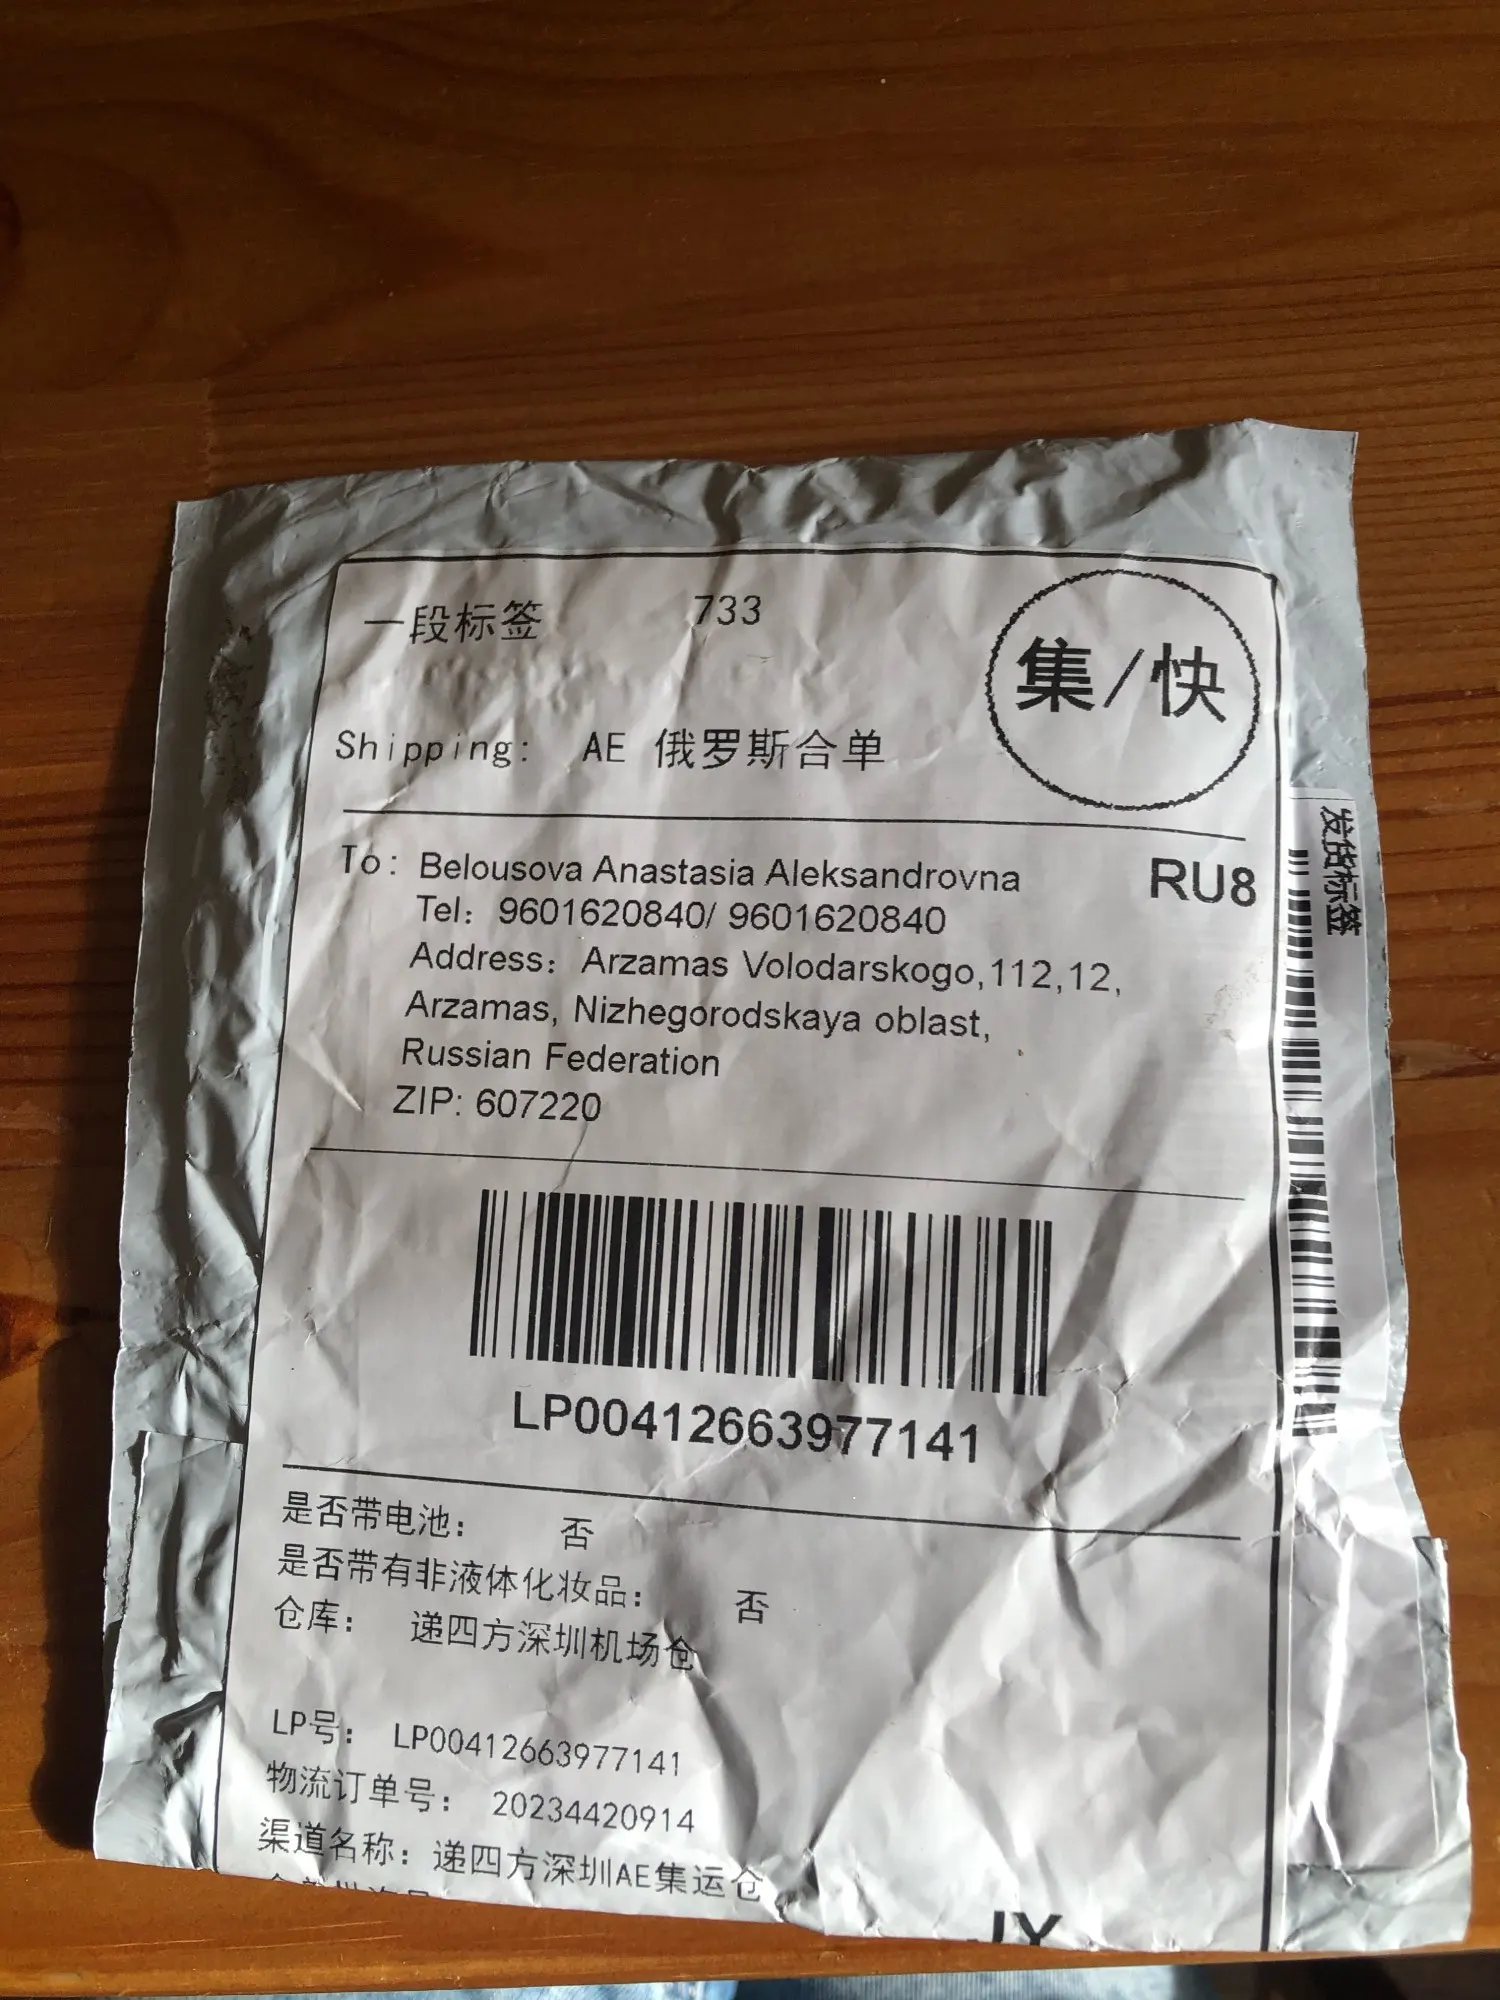 一段标签 733
集/快
Shipping: AE 俄罗斯合单
To: Belousova Anastasia Aleksandrovna
RU8
Tel: 9601620840/ 9601620840
Address: Arzamas Volodarskogo,112,12,
Arzamas, Nizhegorodskaya oblast,
Russian Federation
ZIP: 607220
发货标签
LP00412663977141
是否带电池: 否
是否带有非液体化妆品: 否
仓库: 递四方深圳机场仓
LP号: LP00412663977141
物流订单号: 20234420914
渠道名称: 递四方深圳AE集运仓
JY